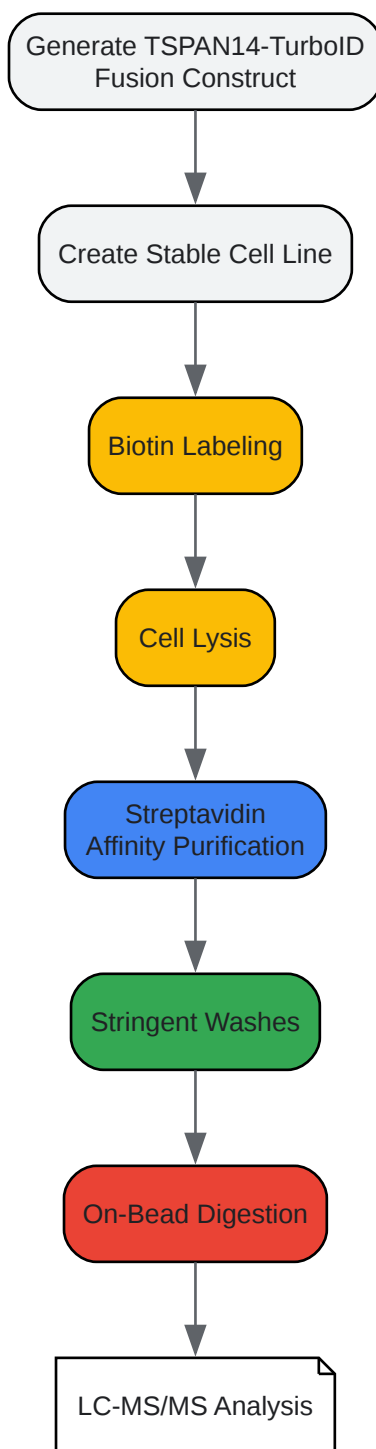 Generate TSPAN14-TurboID
Fusion Construct
Create Stable Cell Line
Biotin Labeling
Cell Lysis
Streptavidin
Affinity Purification
Stringent Washes
On-Bead Digestion
LC-MS/MS Analysis